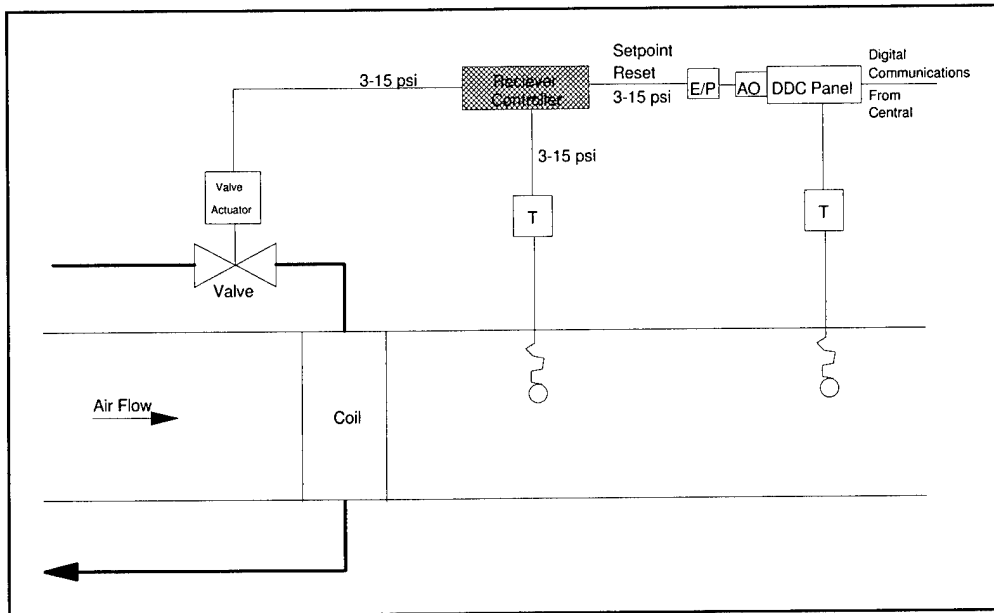 Setpoint
Reset
3-15 psi
3-15 psi
Reciever
Controller
E/P
AO
DDC Panel
Digital
Communications
From
Central
3-15 psi
Valve
Actuator
T
T
Valve
Air Flow
Coil